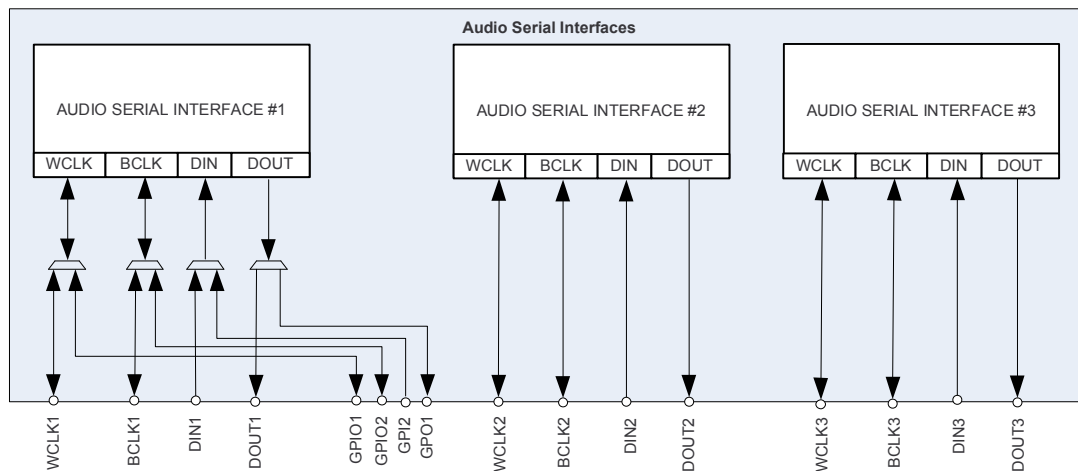 Audio Serial Interfaces
AUDIO SERIAL INTERFACE #1
WCLK BCLK DIN DOUT
AUDIO SERIAL INTERFACE #2
WCLK BCLK DIN DOUT
AUDIO SERIAL INTERFACE #3
WCLK BCLK DIN DOUT
WCLK1
BCLK1
DIN1
DOUT1
GPIO1
GPIO2
GPI2
GPO1
WCLK2
BCLK2
DIN2
DOUT2
WCLK3
BCLK3
DIN3
DOUT3